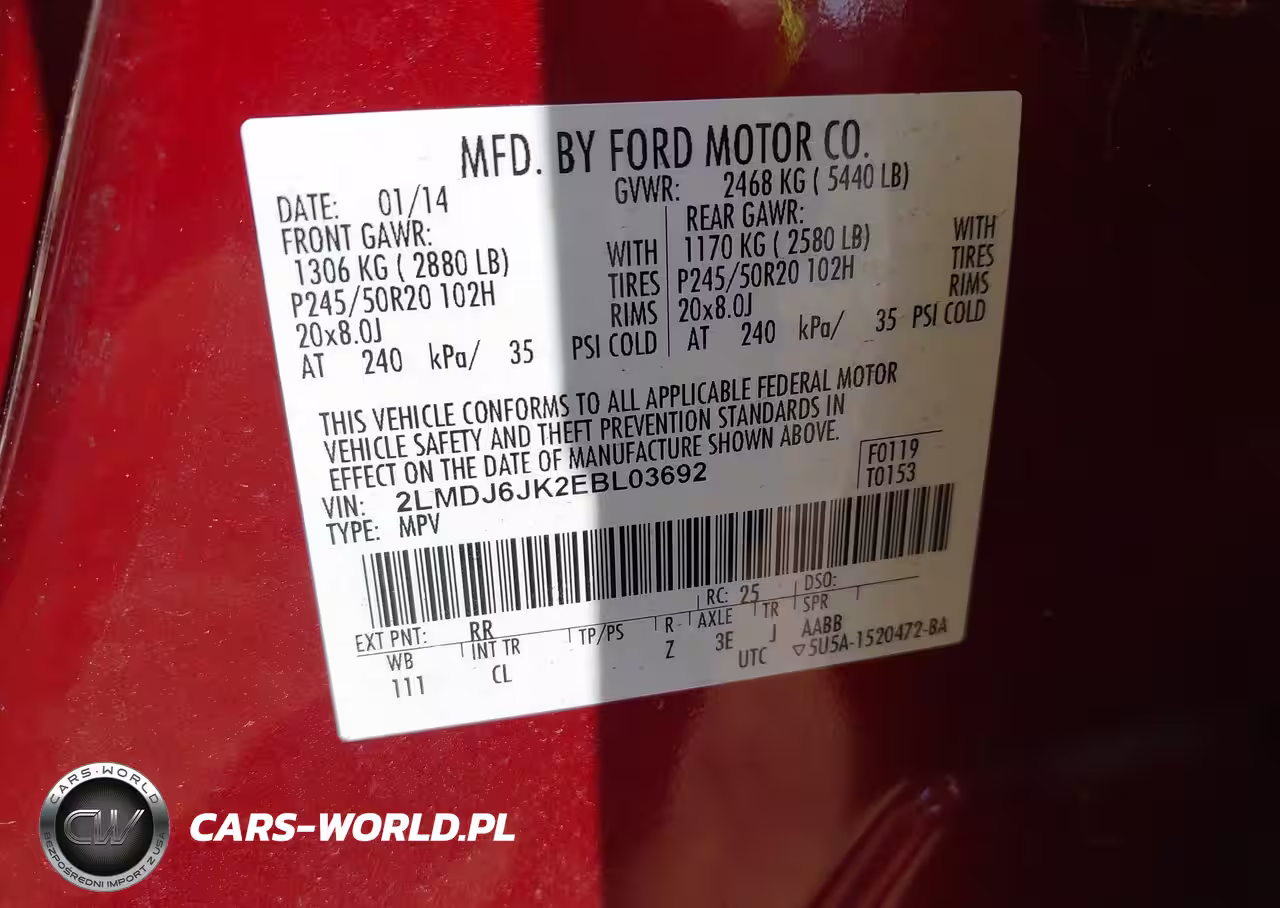 MFD. BY FORD MOTOR CO.
DATE: 01/14
GVWR: 2468 KG ( 5440 LB)
FRONT GAWR:
1306 KG ( 2880 LB)
WITH
P245/50R20 102H
TIRES
20x8.0J
RIMS
AT 240 kPa/ 35 PSI COLD
REAR GAWR:
1170 KG ( 2580 LB)
WITH
P245/50R20 102H
TIRES
20x8.0J
RIMS
AT 240 kPa/ 35 PSI COLD
THIS VEHICLE CONFORMS TO ALL APPLICABLE FEDERAL MOTOR
VEHICLE SAFETY AND THEFT PREVENTION STANDARDS IN
EFFECT ON THE DATE OF MANUFACTURE SHOWN ABOVE.
F0119
T0153
VIN: 2LMDJ6JK2EBL03692
TYPE: MPV
EXT PNT: RR
RC: 25
DSO:
WB
INT TR
TP/PS
R
AXLE
TR
SPR
111
CL
Z
3E
J
AABB
UTC
▽5U5A-1520472-BA
CARS-WORLD
CW
BEZPOŚREDNI IMPORT Z USA
CARS-WORLD.PL